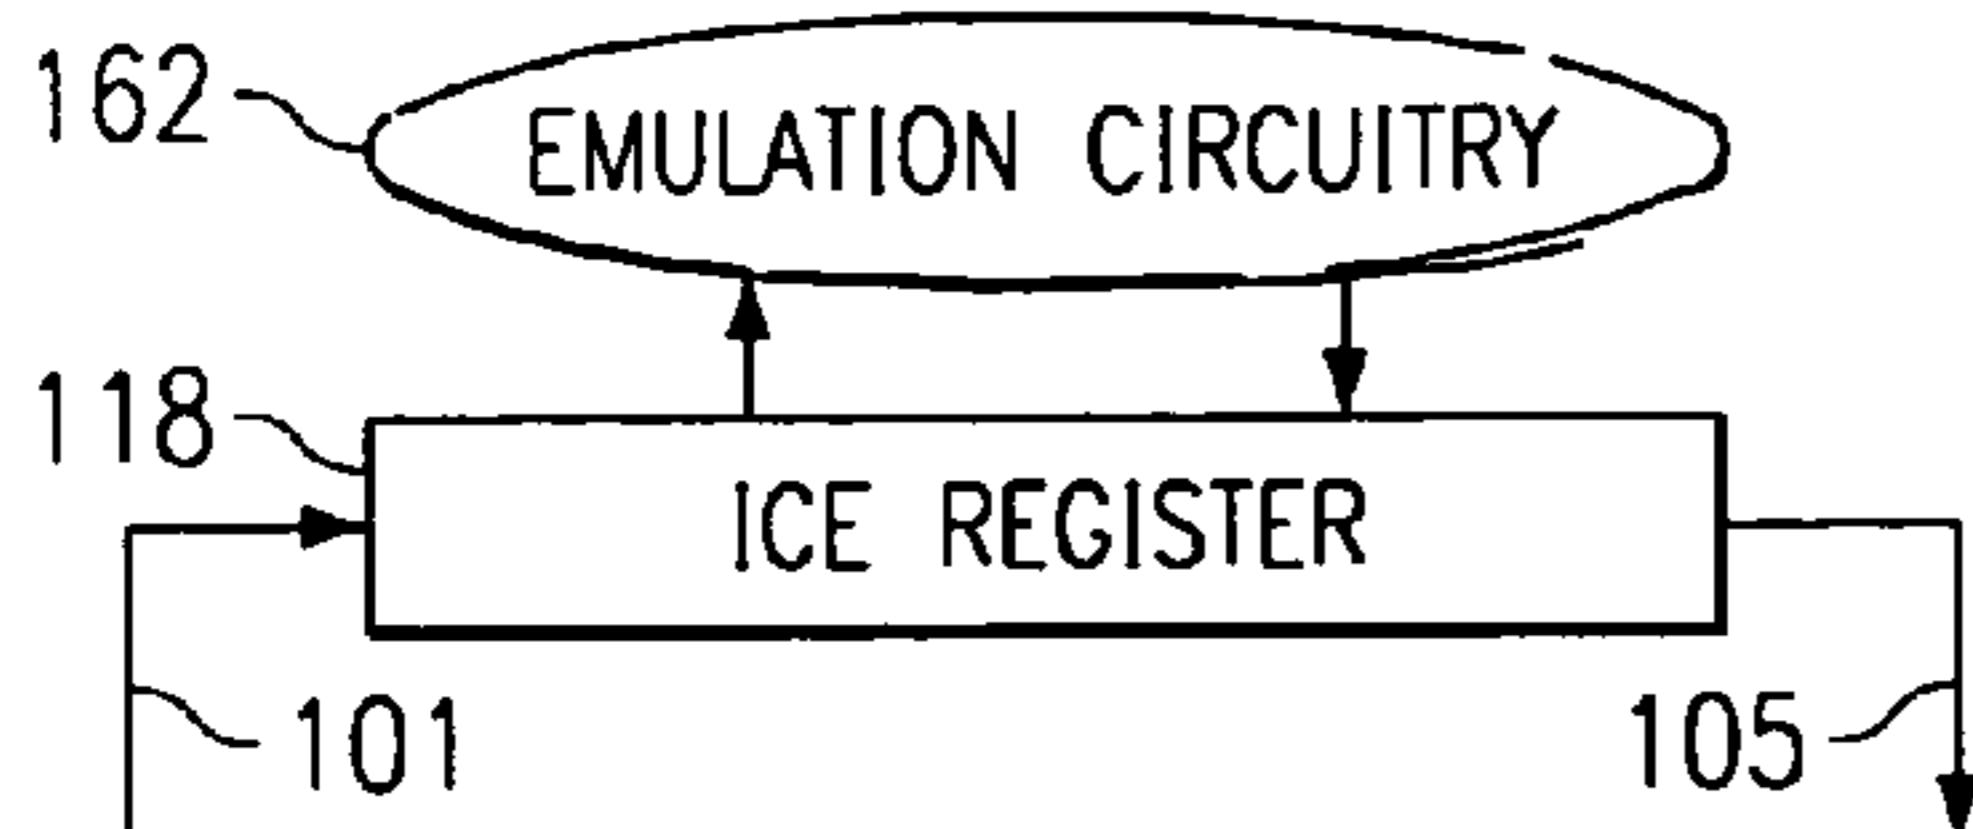 162
EMULATION CIRCUITRY
118
ICE REGISTER
101
105